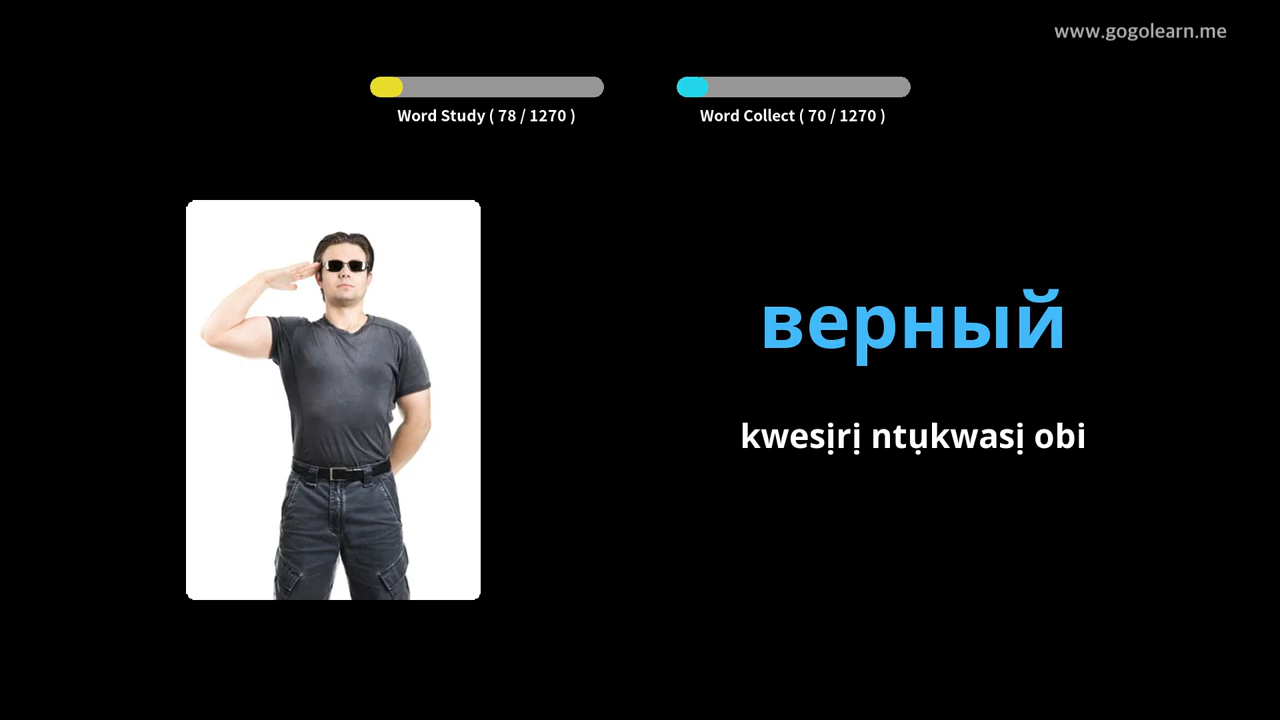 www.gogolearn.me
Word Study ( 78 / 1270 )
Word Collect ( 70 / 1270 )
верный
kwesịrị ntụkwasị obi